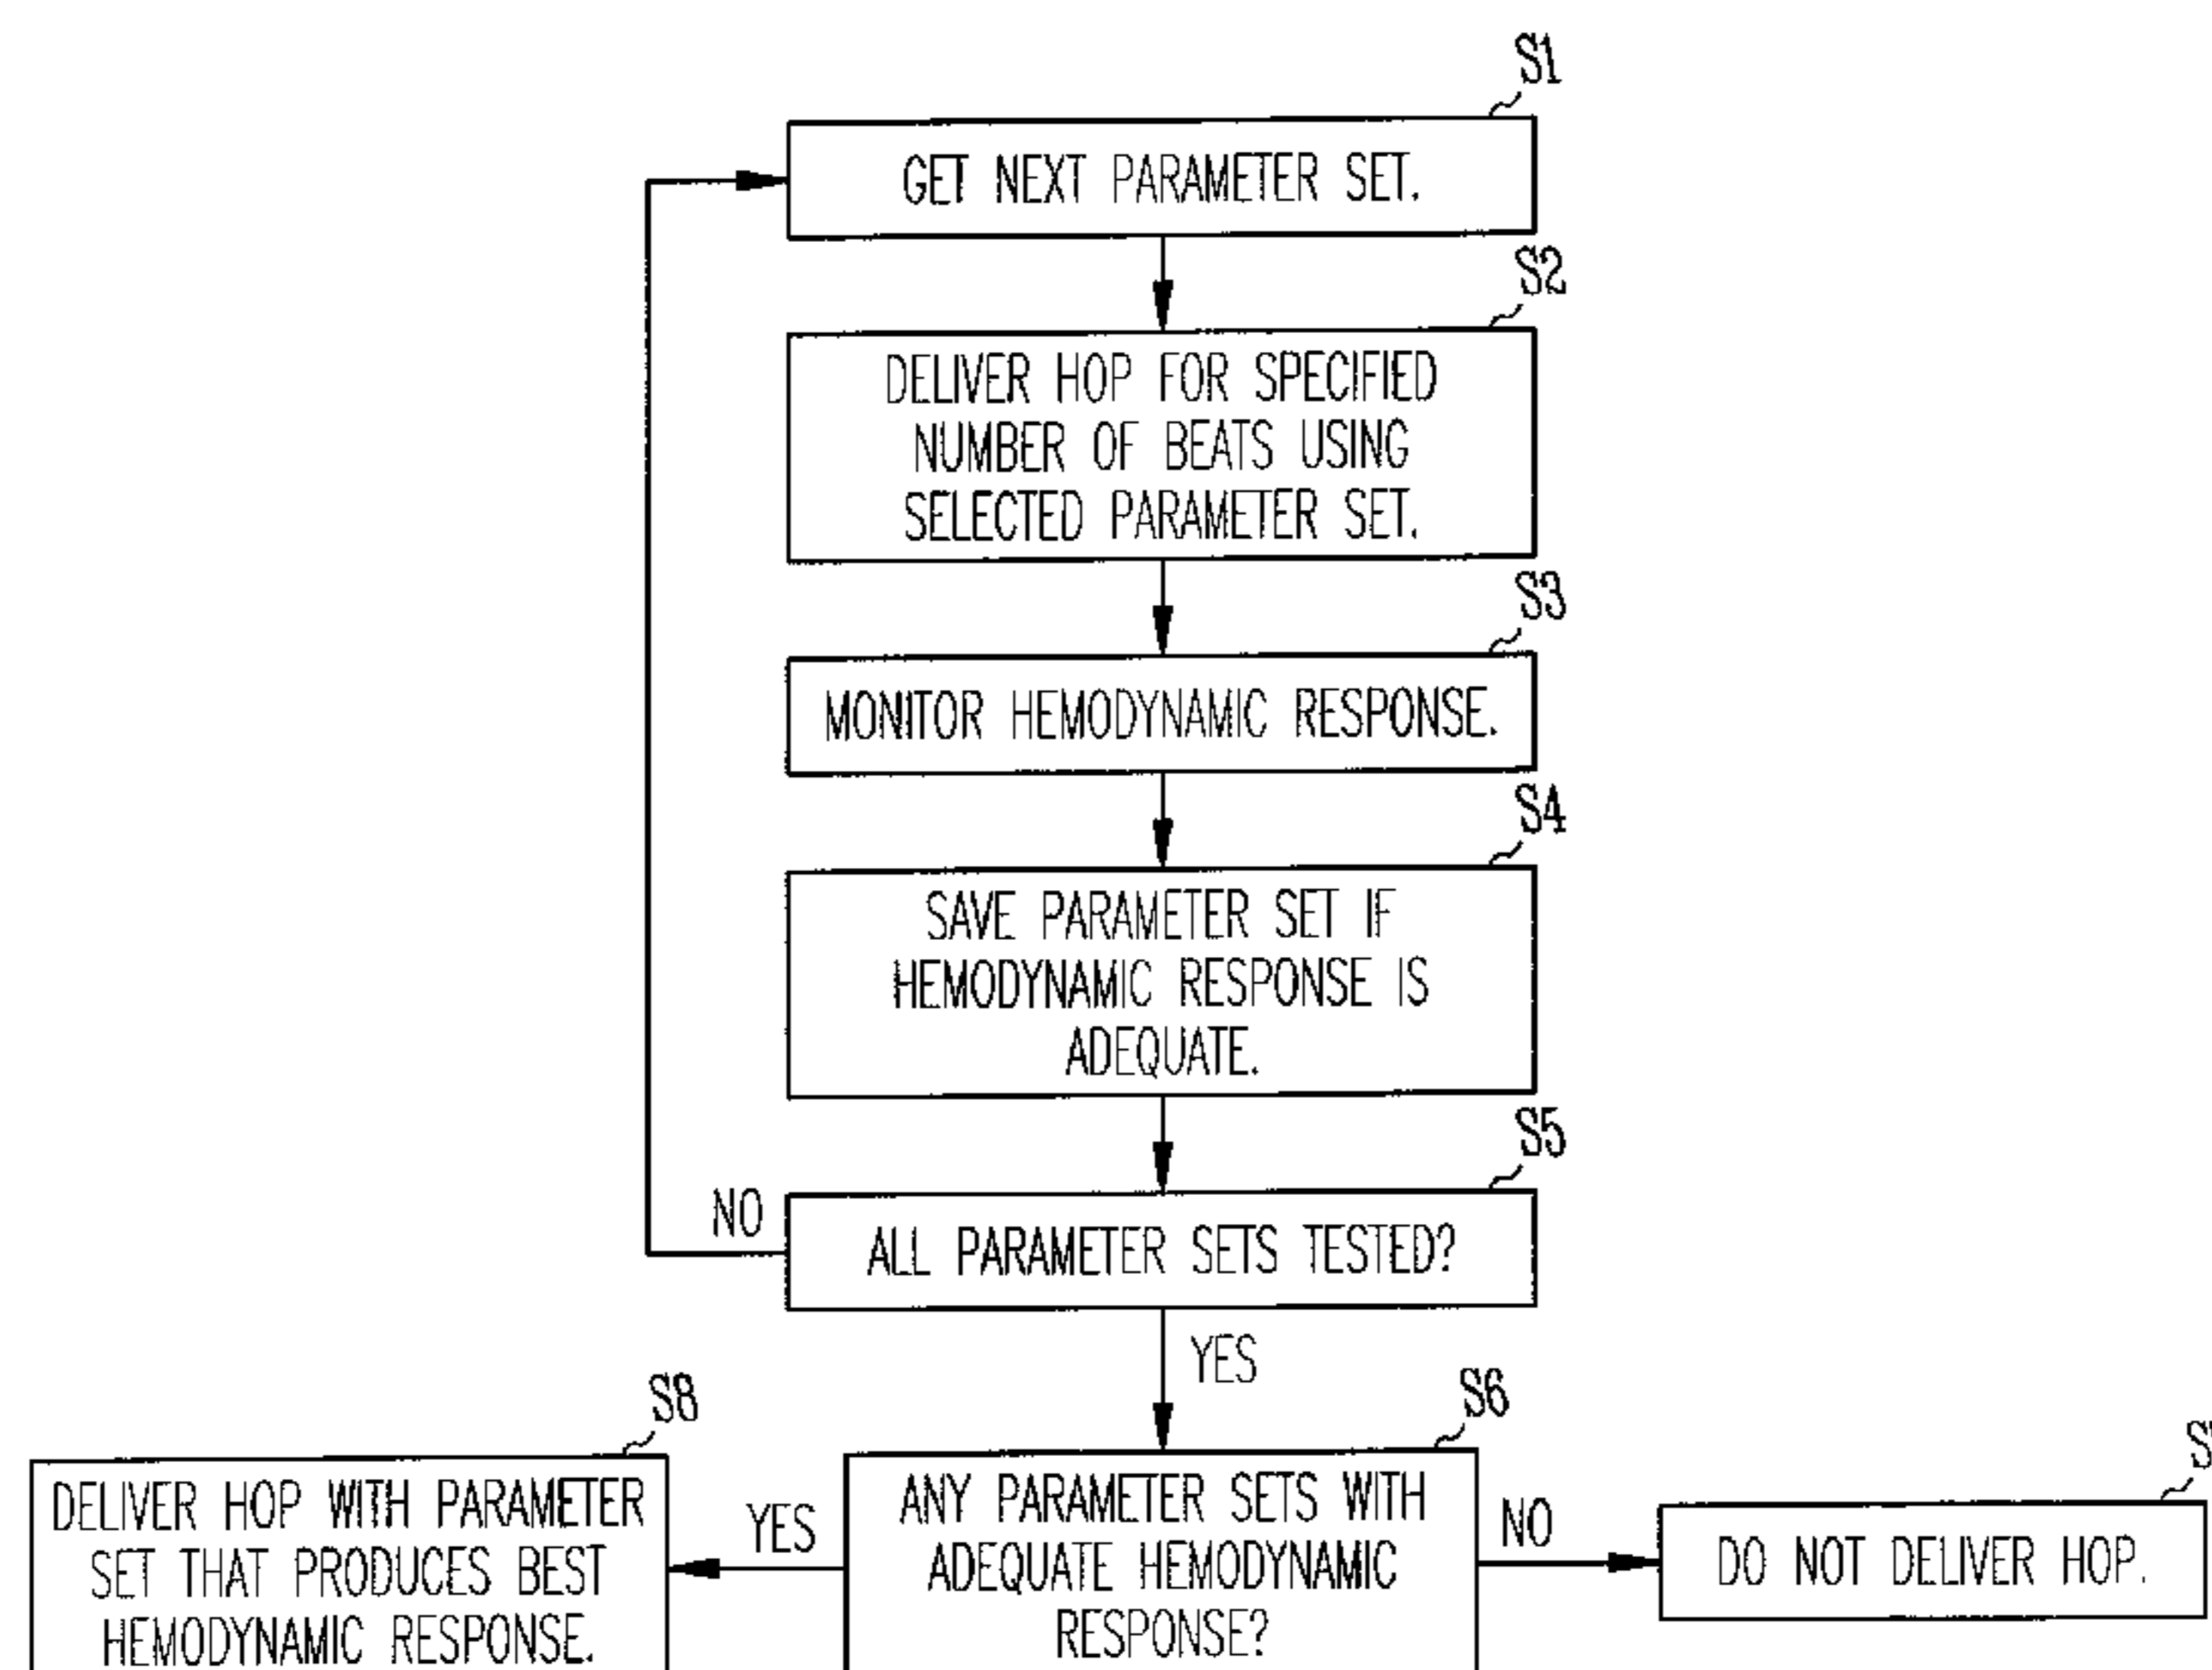 S1
GET NEXT PARAMETER SET.
S2
DELIVER HOP FOR SPECIFIED
NUMBER OF BEATS USING
SELECTED PARAMETER SET.
S3
MONITOR HEMODYNAMIC RESPONSE.
S4
SAVE PARAMETER SET IF
HEMODYNAMIC RESPONSE IS
ADEQUATE.
S5
NO
ALL PARAMETER SETS TESTED?
YES
S8
DELIVER HOP WITH PARAMETER
SET THAT PRODUCES BEST
HEMODYNAMIC RESPONSE.
YES
S6
ANY PARAMETER SETS WITH
ADEQUATE HEMODYNAMIC
RESPONSE?
NO
DO NOT DELIVER HOP.